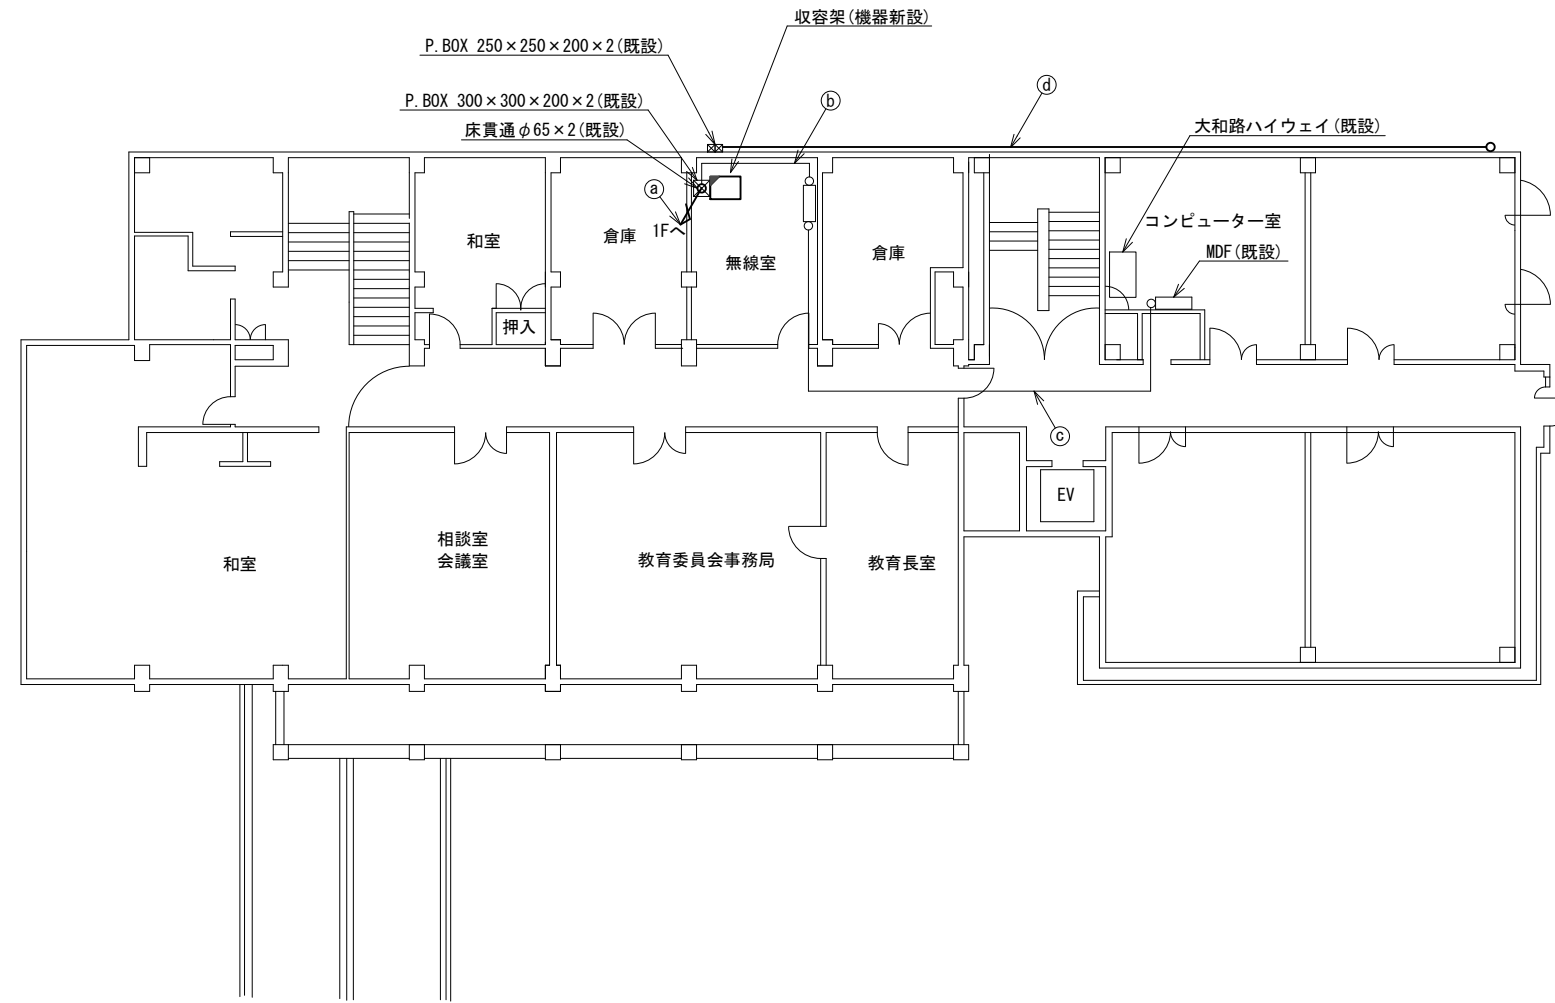 収容架(機器新設)
P.BOX 250×250×200×2(既設)
P.BOX 300×300×200×2(既設)
床貫通φ65×2(既設)
ⓑ
ⓓ
大和路ハイウェイ(既設)
ⓐ
1Fへ
和室
倉庫
無線室
倉庫
コンピューター室
MDF(既設)
押入
ⓒ
EV
和室
相談室
会議室
教育委員会事務局
教育長室